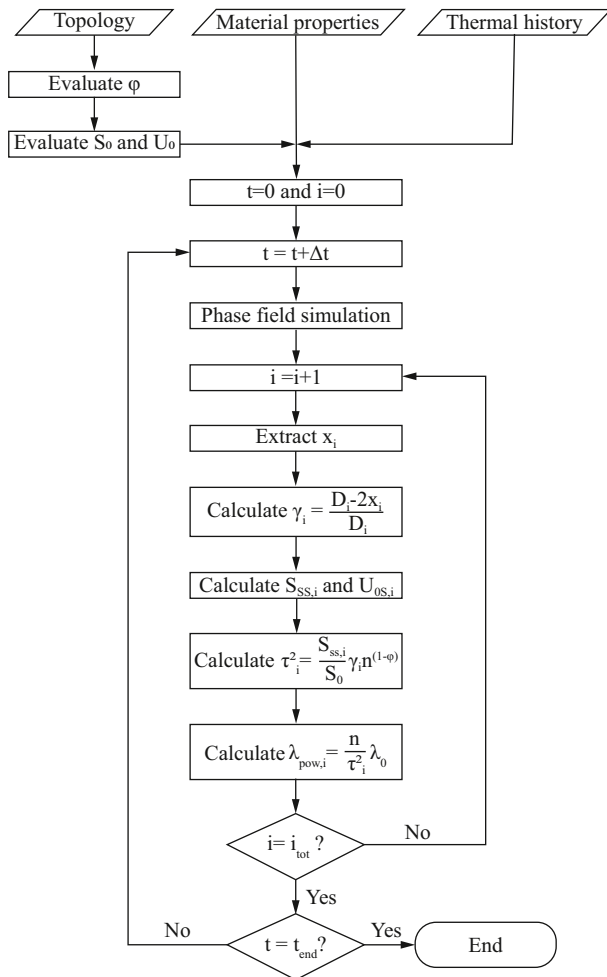 Topology
Material properties
Thermal history
Evaluate φ
Evaluate S₀ and U₀
t=0 and i=0
t = t+Δt
Phase field simulation
i =i+1
Extract xᵢ
Calculate γᵢ = (Dᵢ-2xᵢ)/Dᵢ
Calculate S_SS,i and U_0S,i
Calculate τ²ᵢ= (S_ss,i/S₀) γᵢ n^(1-φ)
Calculate λ_pow,i= (n/τ²ᵢ) λ₀
i= i_tot ?
No
Yes
t = t_end?
No
Yes
End